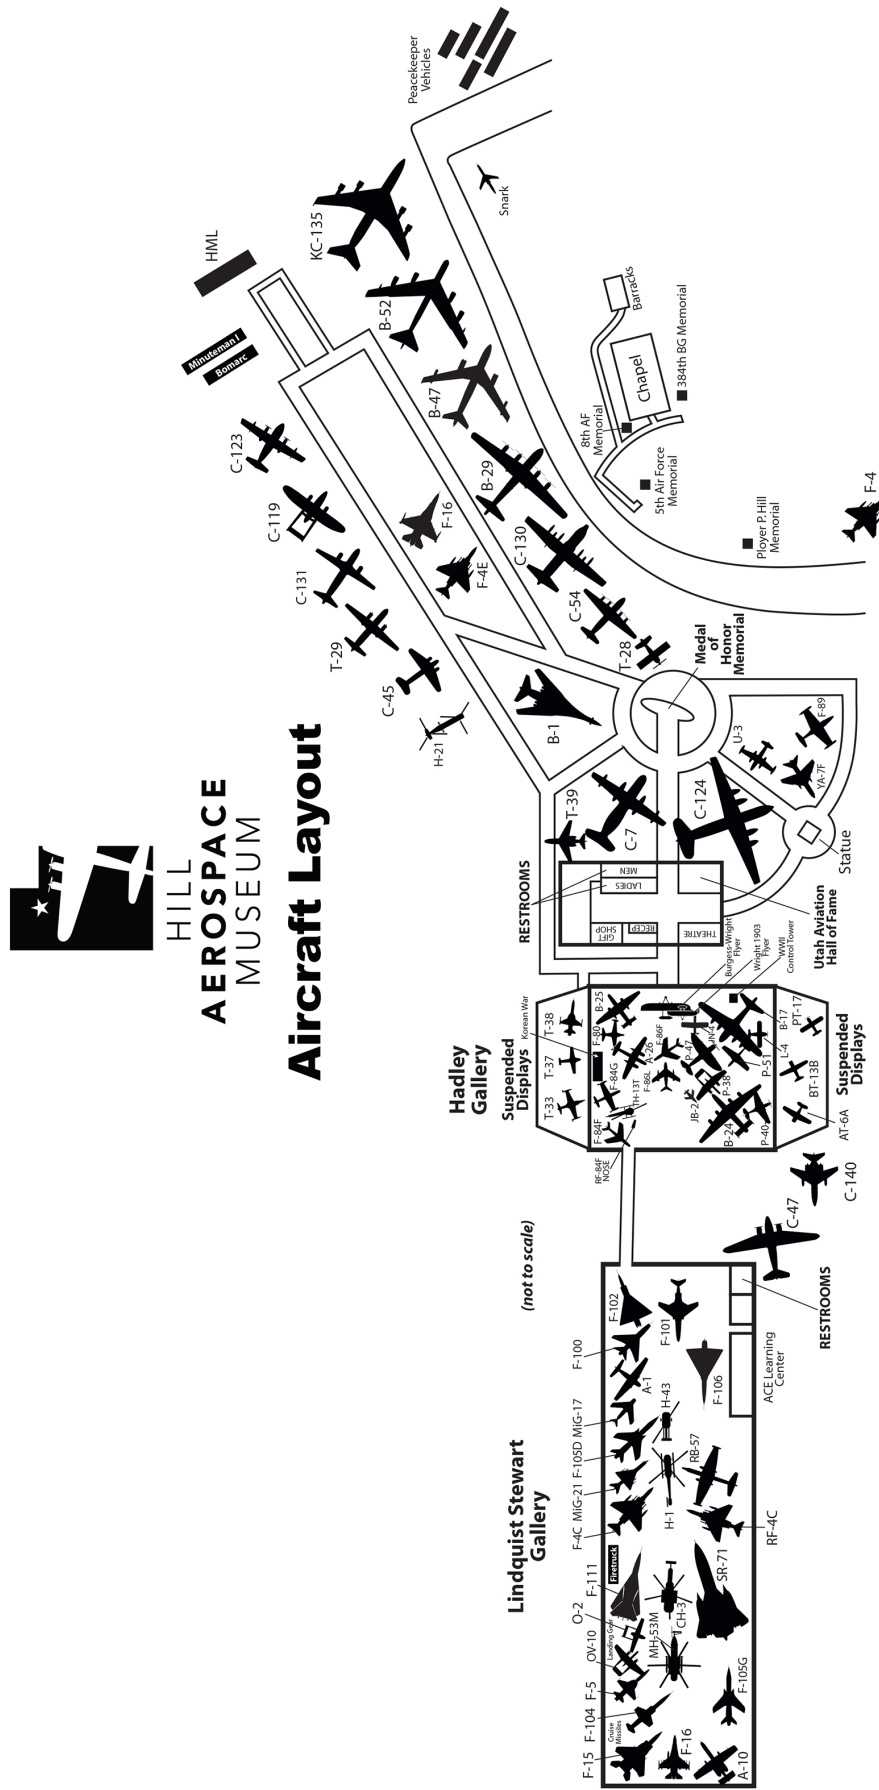 HILL
AEROSPACE
MUSEUM
Aircraft Layout
Peacekeeper
Vehicles
HML
Minuteman I
Bomarc
KC-135
Snark
B-52
B-47
B-29
C-130
C-54
T-28
C-123
C-119
C-131
T-29
C-45
H-21
F-16
F-4E
B-1
Barracks
Chapel
384th BG Memorial
8th AF
Memorial
5th Air Force
Memorial
Ployer P. Hill
Memorial
F-4
Medal
of
Honor
Memorial
F-89
U-3
YA-7F
Statue
C-124
T-39
C-7
RESTROOMS
MEN
LADIES
GIFT
SHOP
RECEP
THEATRE
Utah Aviation
Hall of Fame
Burgess-Wright
Flyer
Wright 1903
Flyer
WWII
Control Tower
Hadley
Gallery
Suspended
Displays
Korean War
T-38
T-37
T-33
B-25
F-80
F-84G
A-26
F-86F
F-86L
TH-13T
F-84F
RF-84F
NOSE
P-47
JN-4
P-38
JB-2
B-24
P-40
P-51
L-4
B-17
PT-17
BT-13B
AT-6A
Suspended
Displays
C-140
C-47
(not to scale)
RESTROOMS
ACE Learning
Center
Lindquist Stewart
Gallery
F-102
F-101
F-100
A-1
F-106
MiG-17
H-43
F-105D
RB-57
MiG-21
H-1
F-4C
RF-4C
Firetruck
F-111
SR-71
O-2
Landing Gear
CH-3
MH-53M
OV-10
F-5
F-105G
F-104
Cruise
Missiles
F-15
F-16
A-10